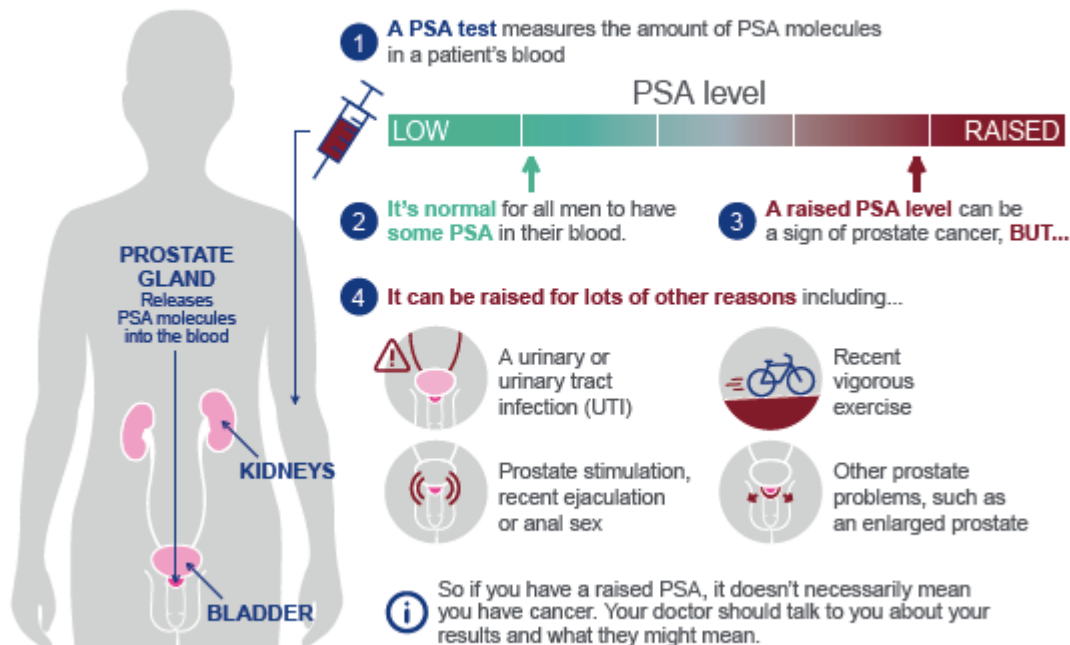 1
A PSA test measures the amount of PSA molecules
in a patient's blood
PSA level
LOW
RAISED
2
It's normal for all men to have
some PSA in their blood.
3
A raised PSA level can be
a sign of prostate cancer, BUT...
PROSTATE
GLAND
Releases
PSA molecules
into the blood
KIDNEYS
BLADDER
4
It can be raised for lots of other reasons including...
A urinary or
urinary tract
infection (UTI)
Recent
vigorous
exercise
Prostate stimulation,
recent ejaculation
or anal sex
Other prostate
problems, such as
an enlarged prostate
So if you have a raised PSA, it doesn't necessarily mean
you have cancer. Your doctor should talk to you about your
results and what they might mean.